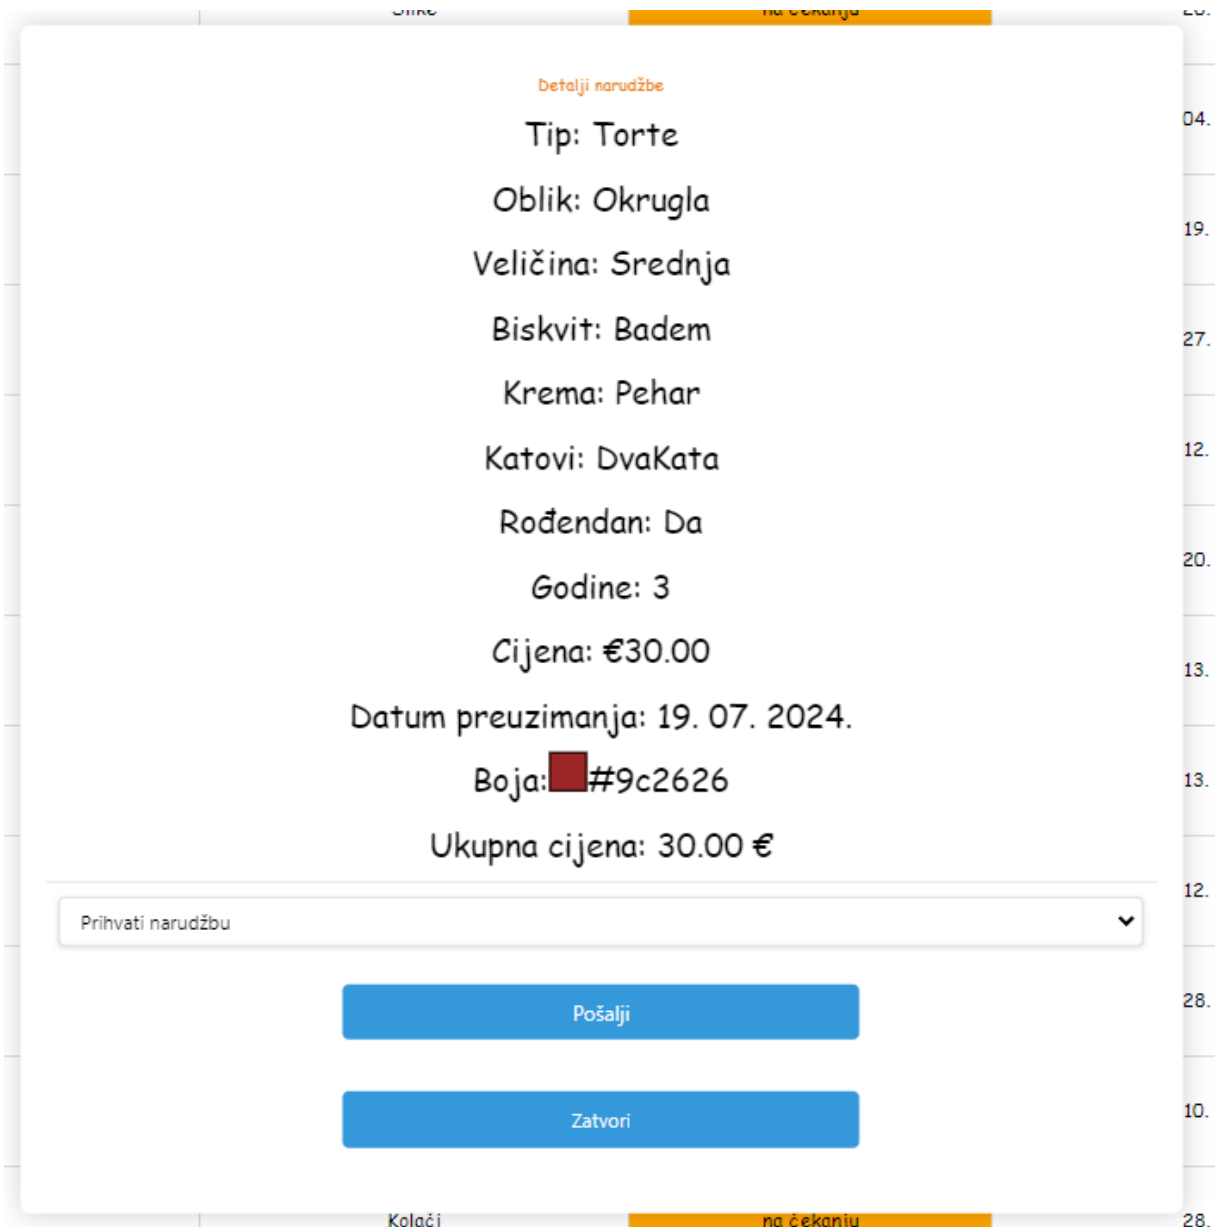 na čekanju
Detalji narudžbe
Tip: Torte
04.
Oblik: Okrugla
19.
Veličina: Srednja
Biskvit: Badem
27.
Krema: Pehar
12.
Katovi: DvaKata
Rođendan: Da
20.
Godine: 3
Cijena: €30.00
13.
Datum preuzimanja: 19. 07. 2024.
Boja: #9c2626
13.
Ukupna cijena: 30.00 €
12.
Prihvati narudžbu
28.
Pošalji
10.
Zatvori
Kolači na čekanju 28.